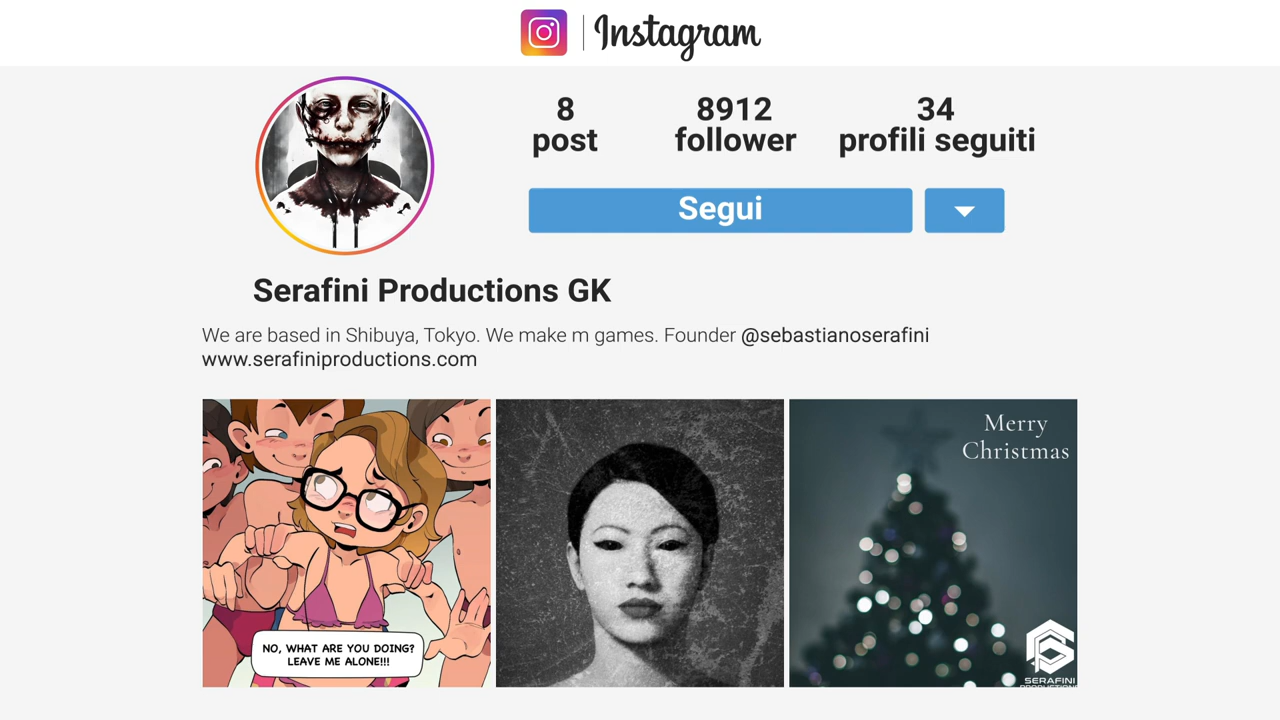 Instagram
8
post
8912
follower
34
profili seguiti
Segui
Serafini Productions GK
We are based in Shibuya, Tokyo. We make m games. Founder @sebastianoserafini
www.serafiniproductions.com
Merry
Christmas
NO, WHAT ARE YOU DOING?
LEAVE ME ALONE!!!
SERAFINI
PRODUCTIONS